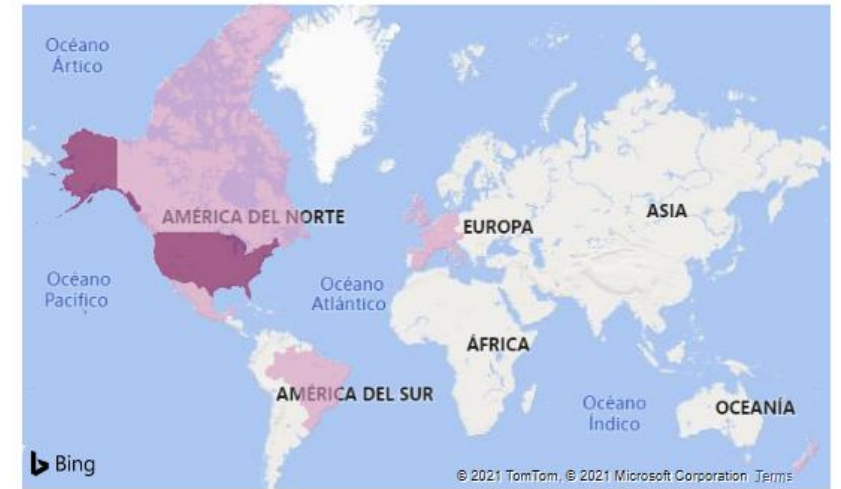 Océano
Ártico
AMÉRICA DEL NORTE
EUROPA
ASIA
Océano
Pacífico
Océano
Atlántico
ÁFRICA
AMÉRICA DEL SUR
Océano
Índico
OCEANÍA
Bing
© 2021 TomTom, © 2021 Microsoft Corporation Terms